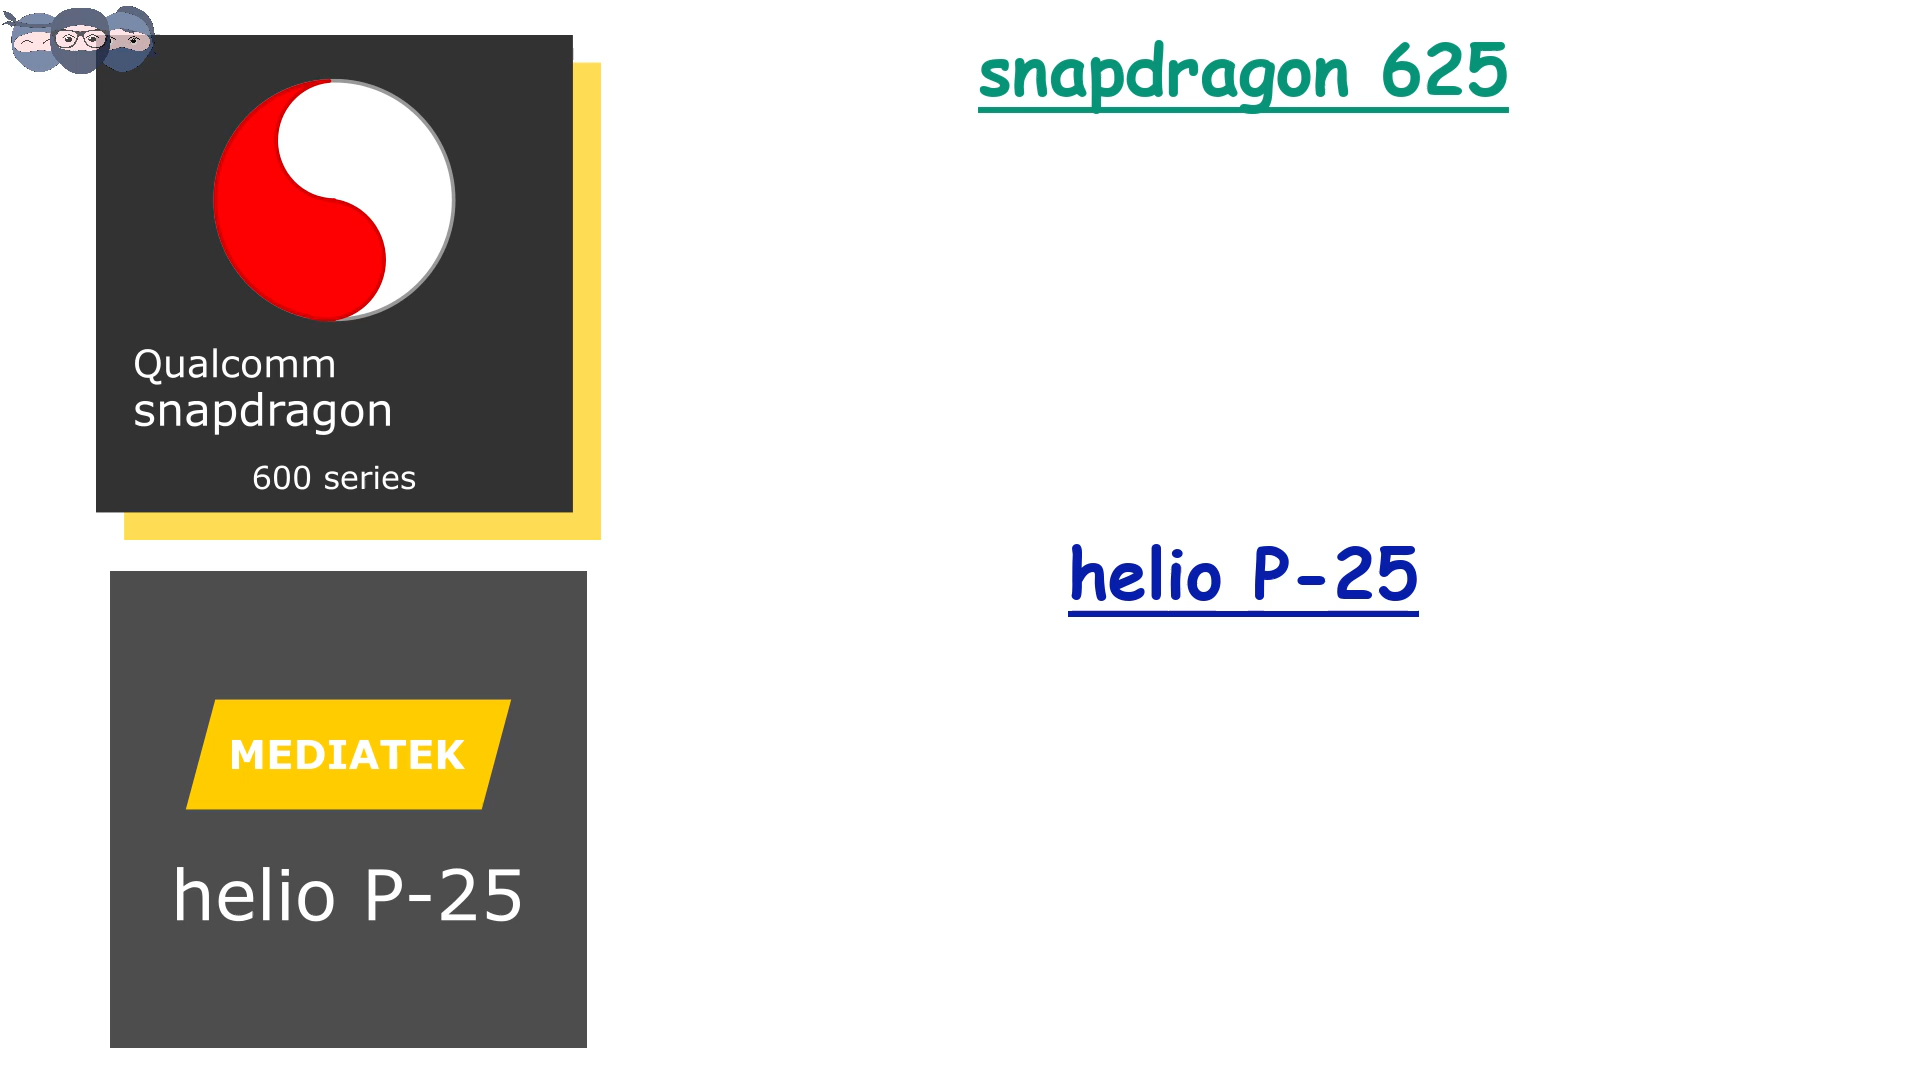 snapdragon 625
Qualcomm
snapdragon
600 series
helio P-25
MEDIATEK
helio P-25